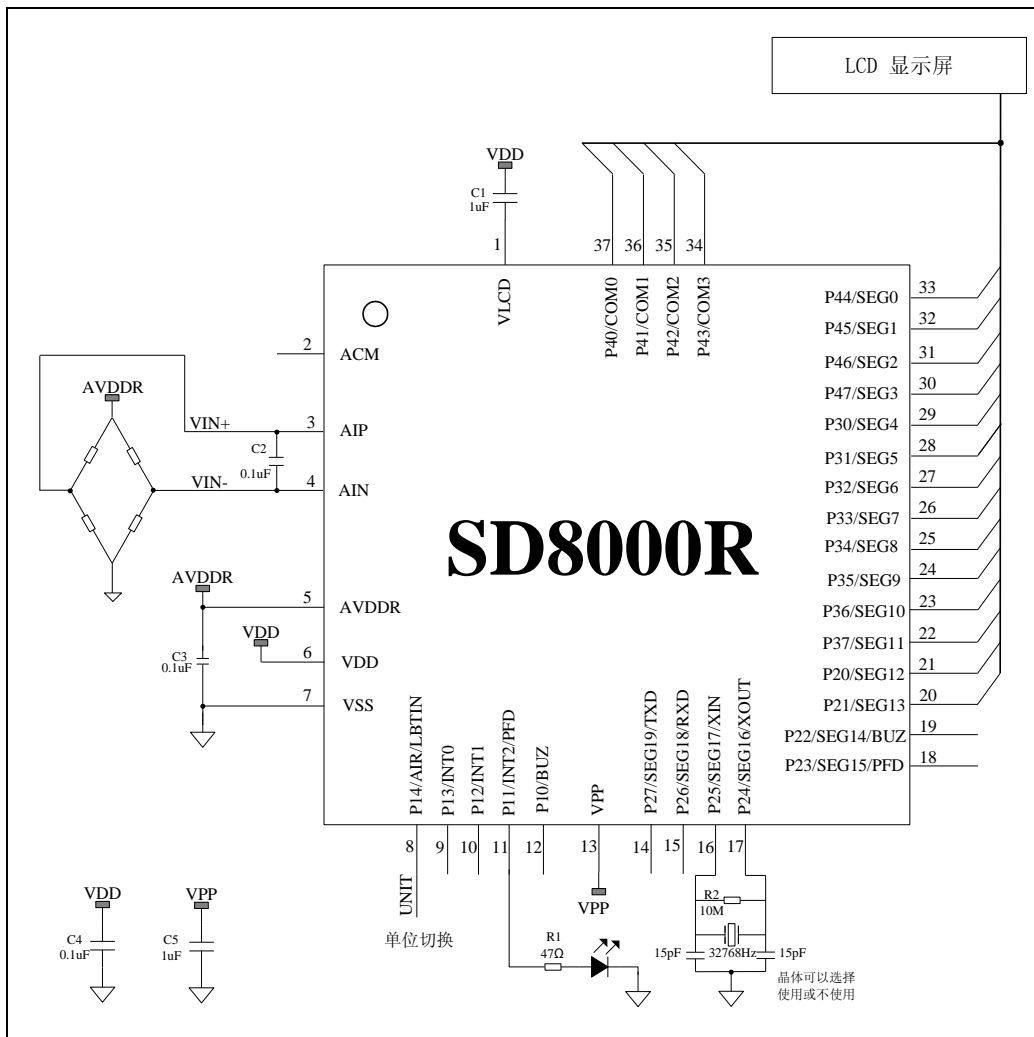 LCD 显示屏
VDD
C1
1uF
1
37
36
35
34
VLCD
P40/COM0
P41/COM1
P42/COM2
P43/COM3
2
ACM
AVDDR
VIN+
3
AIP
C2
0.1uF
VIN-
4
AIN
SD8000R
AVDDR
5
AVDDR
VDD
6
VDD
C3
0.1uF
7
VSS
P44/SEG0
33
P45/SEG1
32
P46/SEG2
31
P47/SEG3
30
P30/SEG4
29
P31/SEG5
28
P32/SEG6
27
P33/SEG7
26
P34/SEG8
25
P35/SEG9
24
P36/SEG10
23
P37/SEG11
22
P20/SEG12
21
P21/SEG13
20
P22/SEG14/BUZ
19
P23/SEG15/PFD
18
P14/AIR/LBTIN
P13/INT0
P12/INT1
P11/INT2/PFD
P10/BUZ
VPP
P27/SEG19/TXD
P26/SEG18/RXD
P25/SEG17/XIN
P24/SEG16/XOUT
8
9
10
11
12
13
14
15
16
17
UNIT
单位切换
VPP
R1
47Ω
R2
10M
15pF
32768Hz
15pF
晶体可以选择
使用或不使用
VDD
C4
0.1uF
VPP
C5
1uF